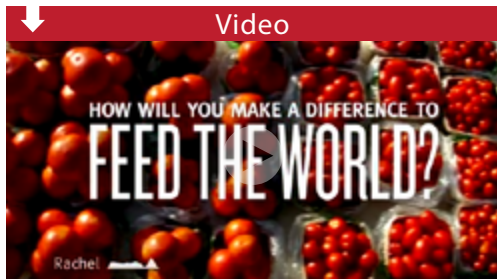 Video
HOW WILL YOU MAKE A DIFFERENCE TO
FEED THE WORLD?
Rachel